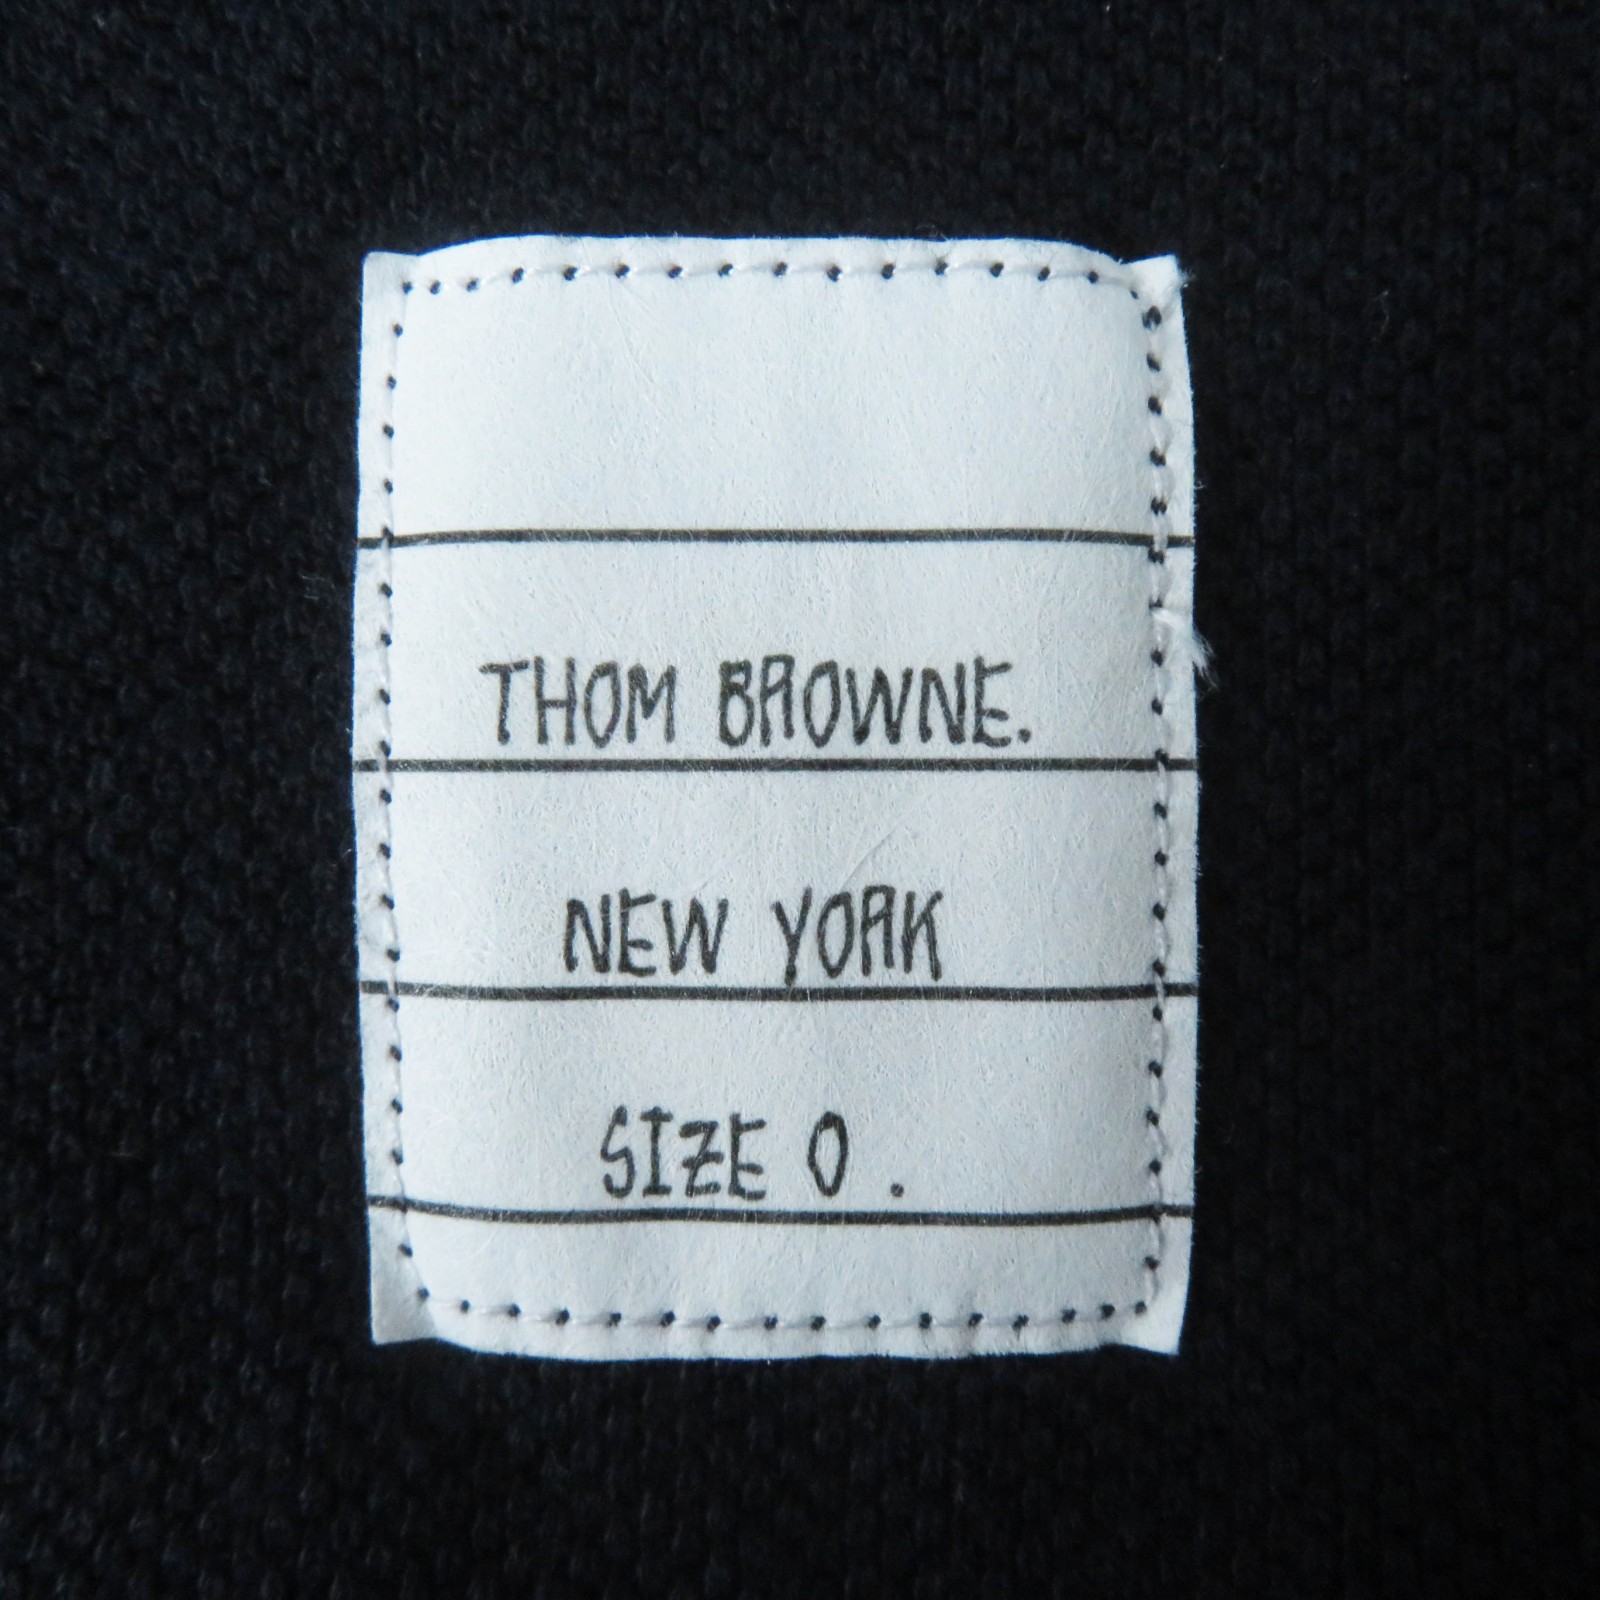 THOM BROWNE.
NEW YORK
SIZE 0 .